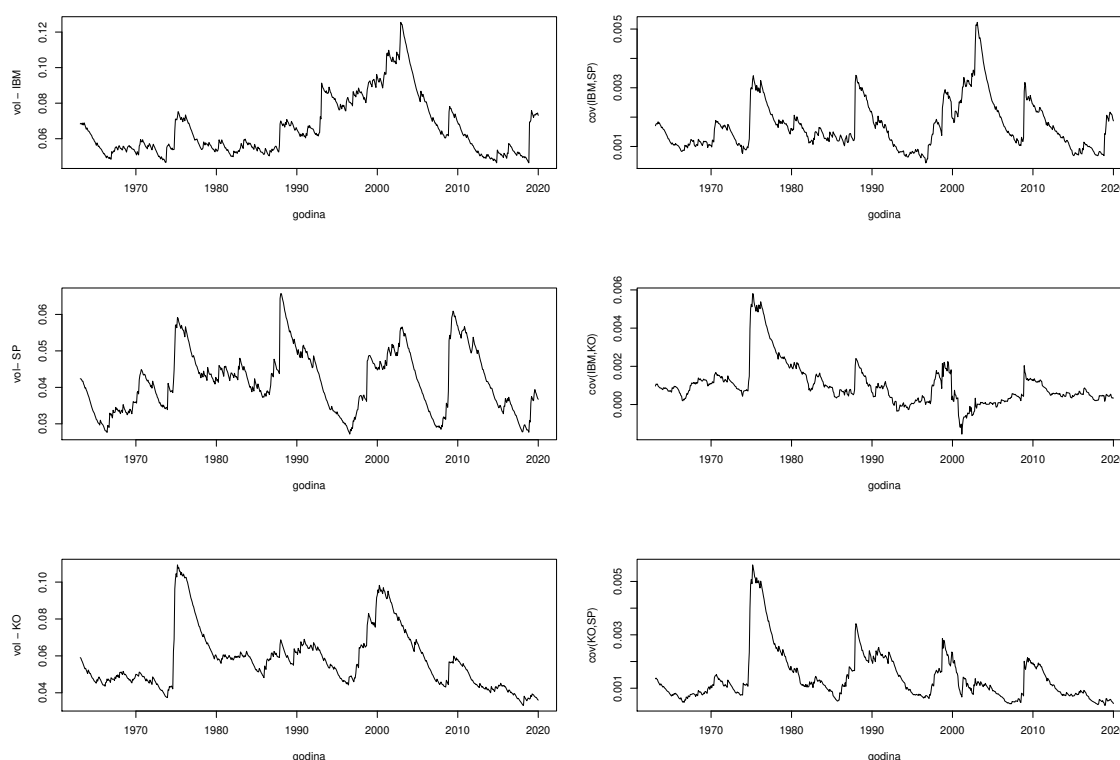 vol − IBM
0.06 0.08 0.10 0.12
1970 1980 1990 2000 2010 2020
godina
cov(IBM,SP)
0.001 0.003 0.005
1970 1980 1990 2000 2010 202
godina
vol− SP
0.03 0.04 0.05 0.06
1970 1980 1990 2000 2010 2020
godina
cov(IBM,KO)
0.000 0.002 0.004 0.006
1970 1980 1990 2000 2010 202
godina
vol − KO
0.04 0.06 0.08 0.10
1970 1980 1990 2000 2010 2020
godina
cov(KO,SP)
0.001 0.003 0.005
1970 1980 1990 2000 2010 202
godina